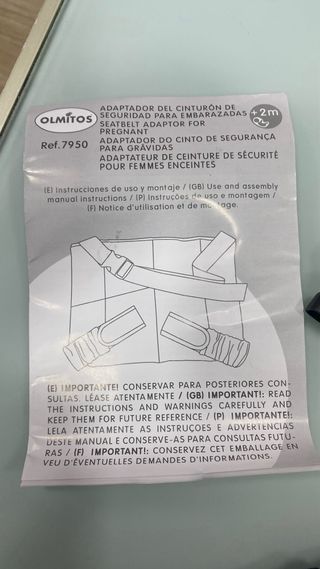 OLMITOS
Ref.7950
ADAPTADOR DEL CINTURÓN DE
SEGURIDAD PARA EMBARAZADAS
SEATBELT ADAPTOR FOR
PREGNANT
ADAPTADOR DO CINTO DE SEGURANÇA
PARA GRÁVIDAS
ADAPTATEUR DE CEINTURE DE SÉCURITÉ
POUR FEMMES ENCEINTES
+2m
(E) Instrucciones de uso y montaje / (GB) Use and assembly
manual instructions / (P) Instruções de uso e montagem /
(F) Notice d'utilisation et de montage.
(E) IMPORTANTE! CONSERVAR PARA POSTERIORES CON-
SULTAS. LÉASE ATENTAMENTE / (GB) IMPORTANT!: READ
THE INSTRUCTIONS AND WARNINGS CAREFULLY AND
KEEP THEM FOR FUTURE REFERENCE / (P) IMPORTANTE!:
LEIA ATENTAMENTE AS INSTRUÇOES E ADVERTÊNCIAS
DESTE MANUAL E CONSERVE-AS PARA CONSULTAS FUTU-
RAS / (F) IMPORTANT!: CONSERVEZ CET EMBALLAGE EN
VEU D'ÉVENTUELLES DEMANDES D'INFORMATIONS.